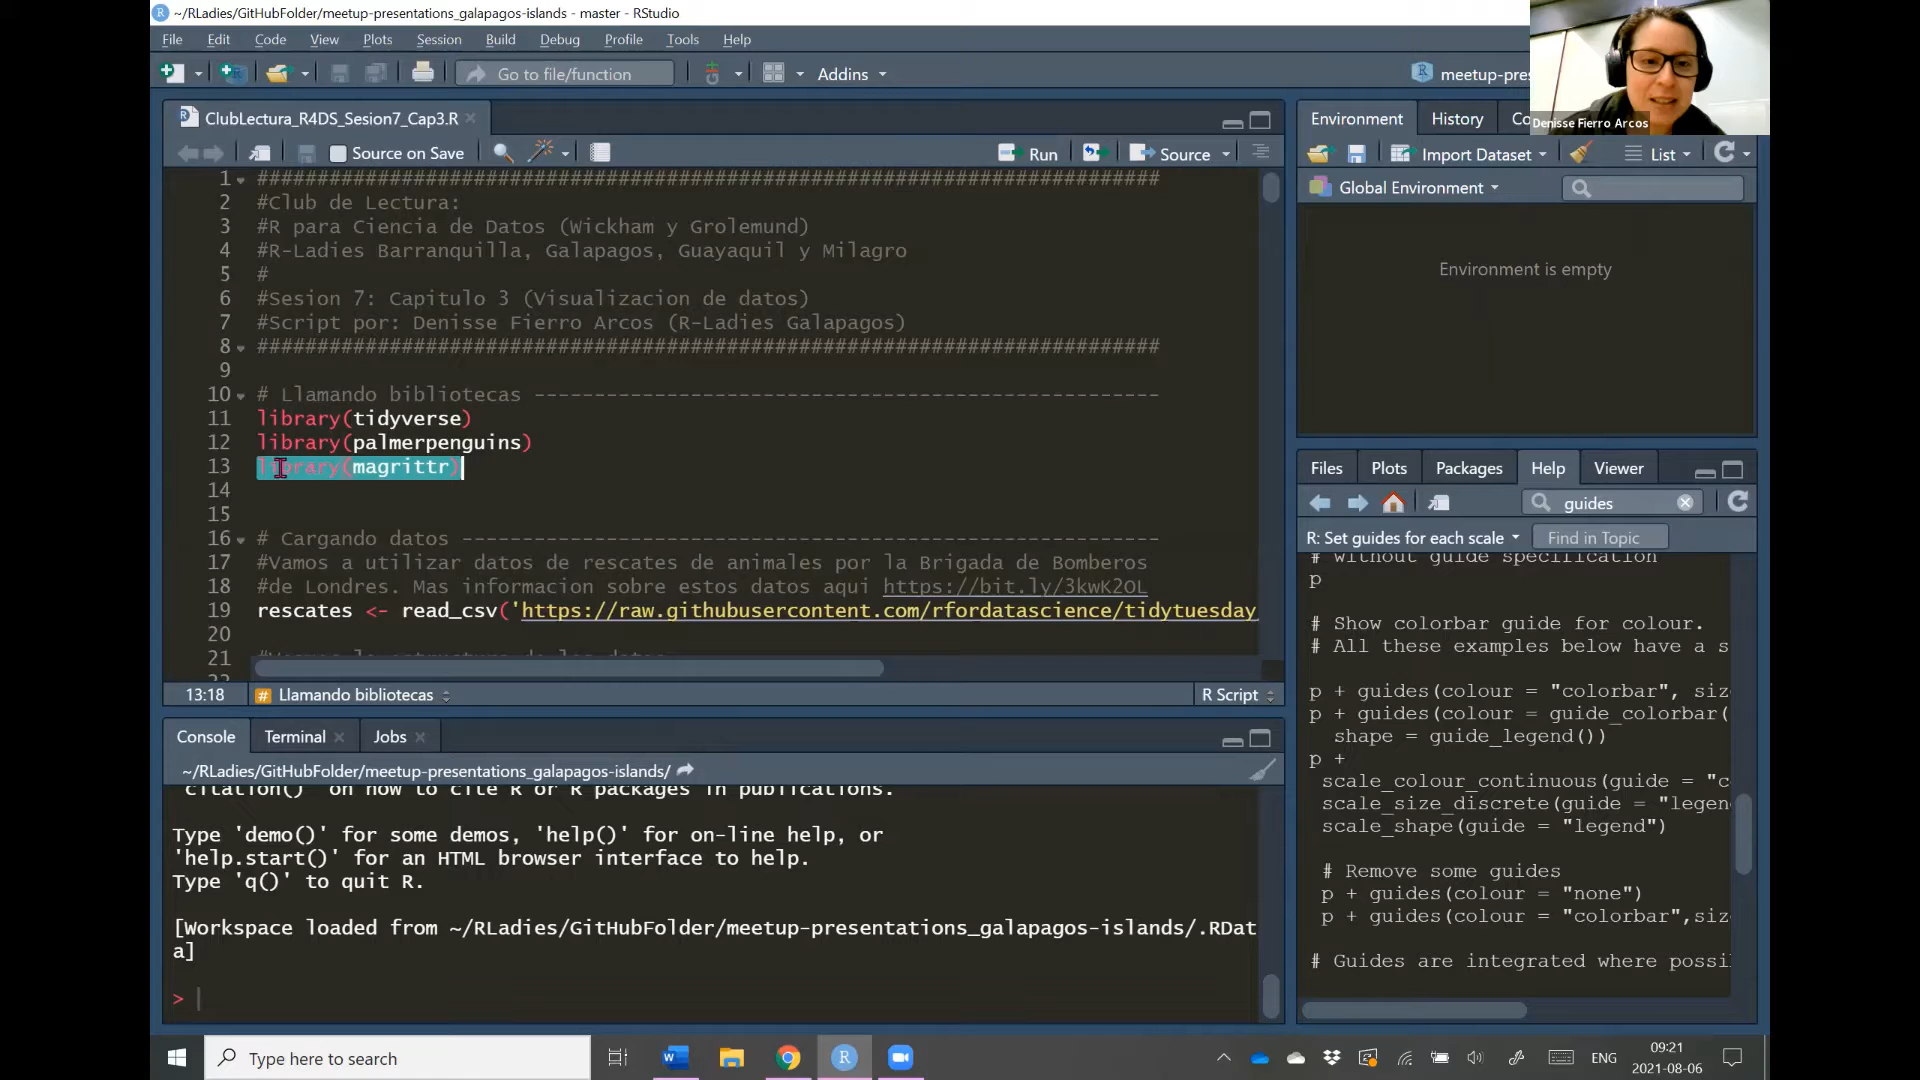 ~/RLadies/GitHubFolder/meetup-presentations_galapagos-islands - master - RStudio
File Edit Code View Plots Session Build Debug Profile Tools Help
Go to file/function
Addins
meetup-pres
Denisse Fierro Arcos
ClubLectura_R4DS_Sesion7_Cap3.R
Source on Save
Run
Source
1 ###########################################################################
2 #Club de Lectura:
3 #R para Ciencia de Datos (Wickham y Grolemund)
4 #R-Ladies Barranquilla, Galapagos, Guayaquil y Milagro
5 #
6 #Sesion 7: Capitulo 3 (Visualizacion de datos)
7 #Script por: Denisse Fierro Arcos (R-Ladies Galapagos)
8 ###########################################################################
9
10 # Llamando bibliotecas ----------------------------------------------------
11 library(tidyverse)
12 library(palmerpenguins)
13 library(magrittr)
14
15
16 # Cargando datos ----------------------------------------------------------
17 #Vamos a utilizar datos de rescates de animales por la Brigada de Bomberos
18 #de Londres. Mas informacion sobre estos datos aqui https://bit.ly/3kwK2OL
19 rescates <- read_csv('https://raw.githubusercontent.com/rfordatascience/tidytuesday
20
21
13:18 # Llamando bibliotecas R Script
Console Terminal Jobs
~/RLadies/GitHubFolder/meetup-presentations_galapagos-islands/
'citation()' on how to cite R or R packages in publications.
Type 'demo()' for some demos, 'help()' for on-line help, or
'help.start()' for an HTML browser interface to help.
Type 'q()' to quit R.
[Workspace loaded from ~/RLadies/GitHubFolder/meetup-presentations_galapagos-islands/.RDat
a]
>
Environment History Co
Import Dataset
List
Global Environment
Environment is empty
Files Plots Packages Help Viewer
guides
R: Set guides for each scale
Find in Topic
# without guide specification
p
# Show colorbar guide for colour.
# All these examples below have a s
p + guides(colour = "colorbar", siz
p + guides(colour = guide_colorbar(
shape = guide_legend())
p +
scale_colour_continuous(guide = "c
scale_size_discrete(guide = "legen
scale_shape(guide = "legend")
# Remove some guides
p + guides(colour = "none")
p + guides(colour = "colorbar",siz
# Guides are integrated where possi
Type here to search
ENG
09:21
2021-08-06